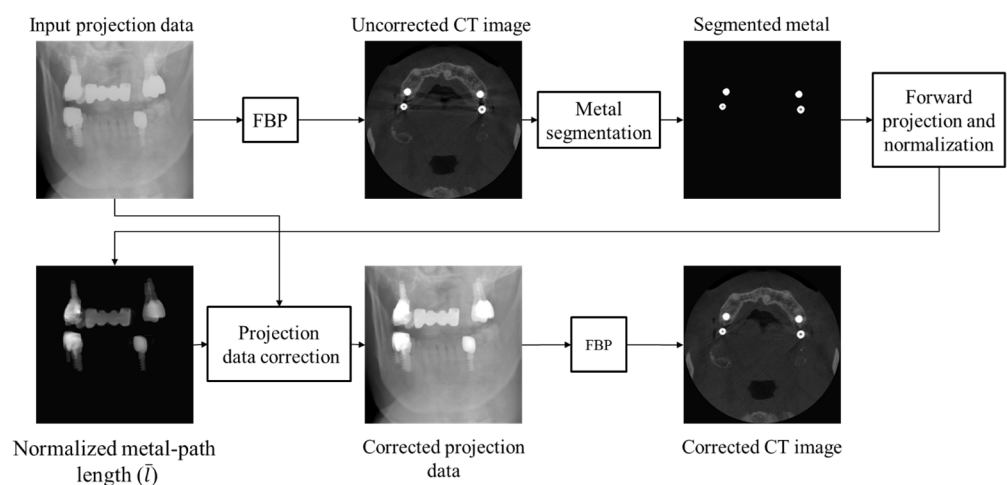 Input projection data
Uncorrected CT image
Segmented metal
FBP
Metal
segmentation
Forward
projection and
normalization
Projection
data correction
FBP
Normalized metal-path
length (l̄)
Corrected projection
data
Corrected CT image